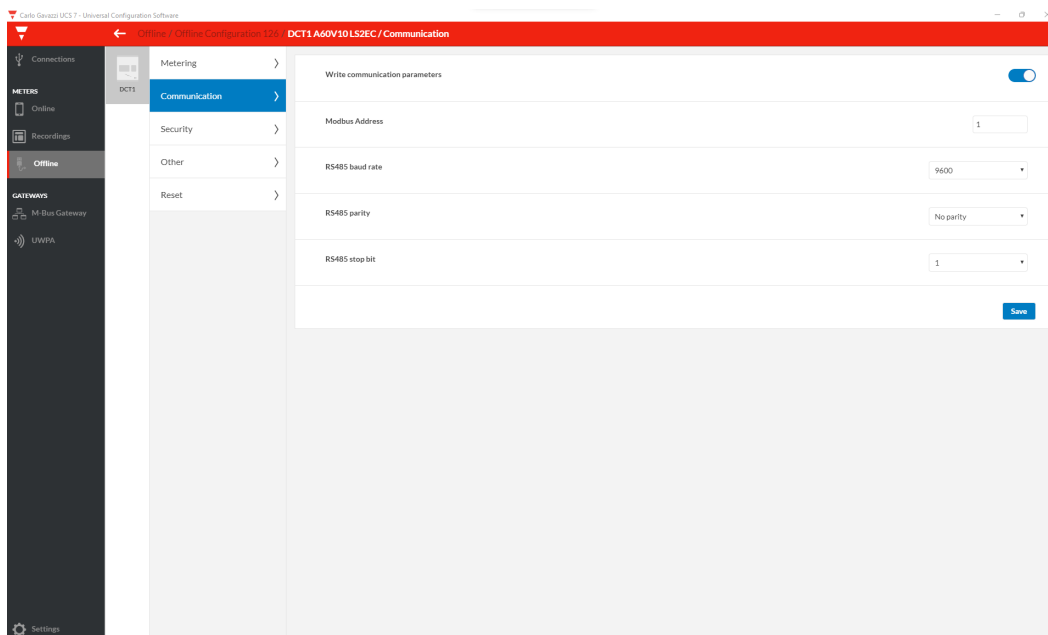 Carlo Gavazzi UCS 7 - Universal Configuration Software
Offline / Offline Configuration 126 / DCT1 A60V10 LS2EC / Communication
Connections
METERS
Online
Recordings
Offline
GATEWAYS
M-Bus Gateway
UWPA
Settings
DCT1
Metering
Communication
Security
Other
Reset
Write communication parameters
Modbus Address
1
RS485 baud rate
9600
RS485 parity
No parity
RS485 stop bit
1
Save